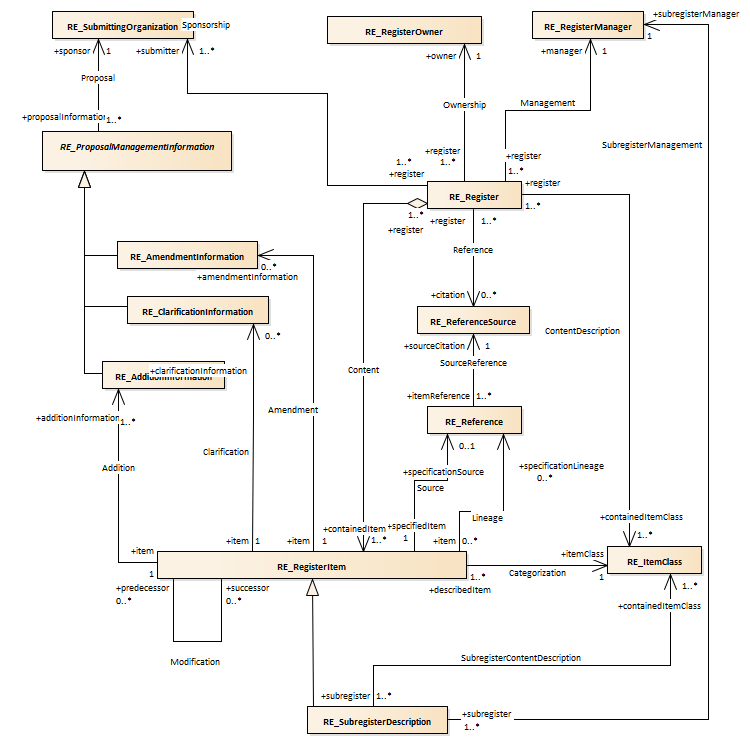 RE_SubmittingOrganization
Sponsorship
RE_RegisterOwner
RE_RegisterManager
+subregisterManager
1
+sponsor
1
+submitter
1..*
+owner
1
+manager
1
Proposal
Ownership
Management
+proposalInformation
1..*
SubregisterManagement
RE_ProposalManagementInformation
+register
1..*
1..*
+register
+register
1..*
RE_Register
+register
1..*
1..*
+register
+register
1..*
Reference
RE_AmendmentInformation
0..*
+amendmentInformation
+citation
0..*
RE_ClarificationInformation
0..*
RE_ReferenceSource
ContentDescription
+sourceCitation
1
SourceReference
Content
RE_AdditionInformation
+clarificationInformation
+itemReference
1..*
Amendment
+additionInformation
1..*
RE_Reference
0..1
Clarification
Addition
+specificationSource
+specificationLineage
0..*
Source
Lineage
+containedItemClass
1..*
+containedItem
1..*
+specifiedItem
1
+item
1
+item
1
+item
1
+item
0..*
+itemClass
1
RE_RegisterItem
Categorization
RE_ItemClass
1..*
+describedItem
+predecessor
0..*
+successor
0..*
1..*
+containedItemClass
Modification
SubregisterContentDescription
+subregister
1..*
RE_SubregisterDescription
+subregister
1..*